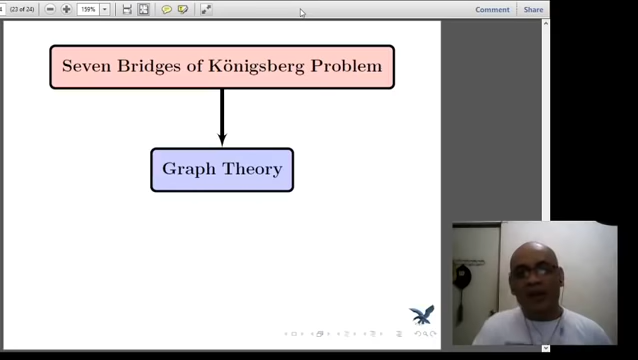 (23 of 24)
159%
Comment
Share
Seven Bridges of Königsberg Problem
Graph Theory